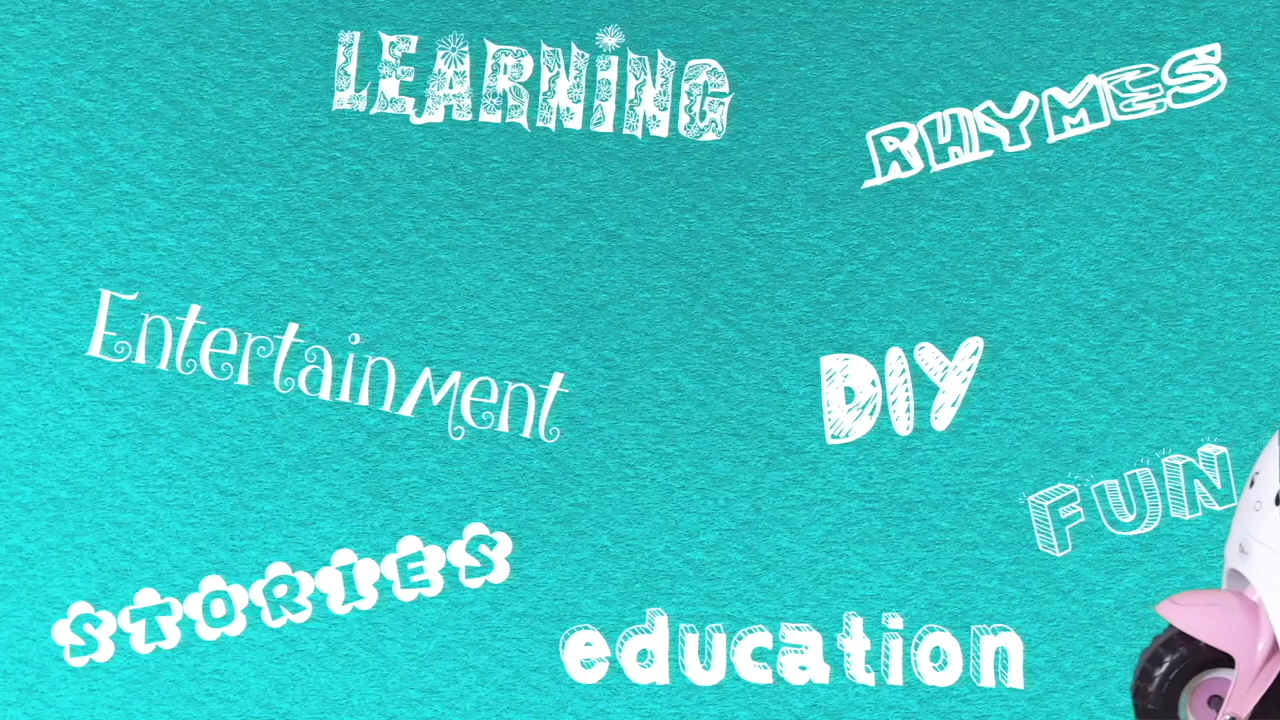 LEARNiNG
RHYMES
Entertainment
DIY
FUN
STORIES
education